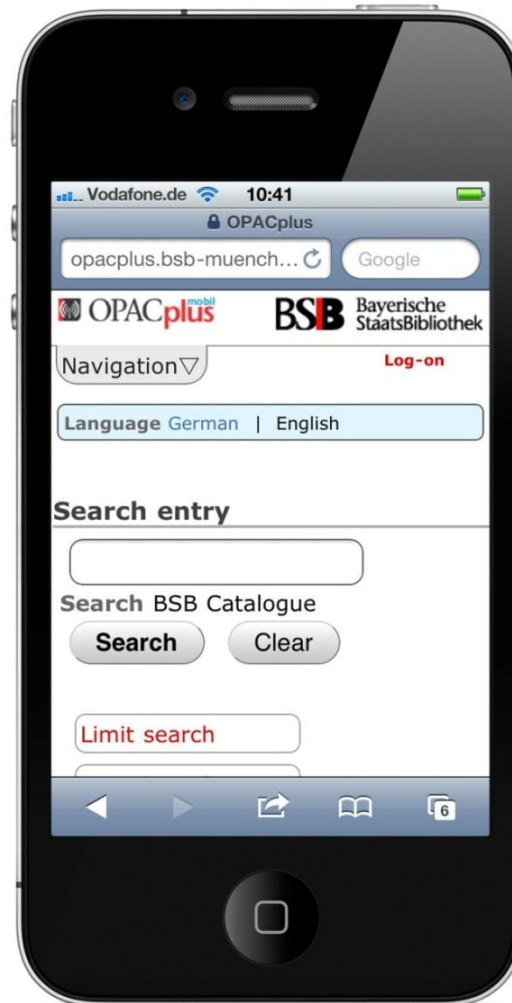 Vodafone.de 10:41
OPACplus
opacplus.bsb-muench... Google
OPACplus mobil BSB Bayerische
StaatsBibliothek
Navigation▽ Log-on
Language German | English
Search entry
Search BSB Catalogue
Search Clear
Limit search
6